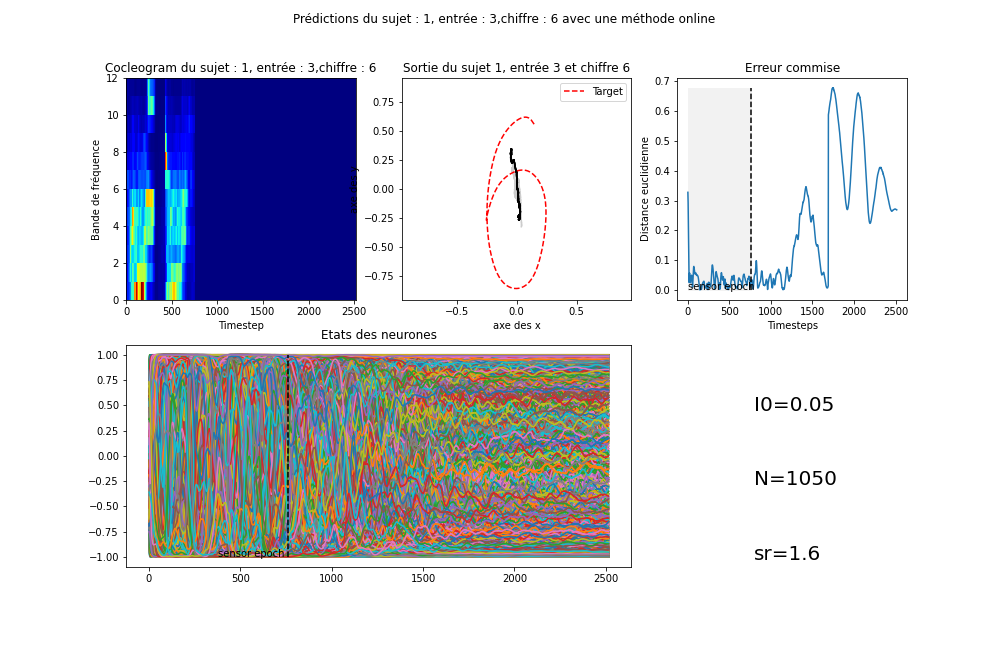 Prédictions du sujet : 1, entrée : 3,chiffre : 6 avec une méthode online
Cocleogram du sujet : 1, entrée : 3,chiffre : 6
Bande de fréquence
12
10
8
6
4
2
0
0 500 1000 1500 2000 2500
Timestep
Sortie du sujet 1, entrée 3 et chiffre 6
Target
0.75
0.50
0.25
0.00
−0.25
−0.50
−0.75
−0.5 0.0 0.5
axe des x
Erreur commise
Distance euclidienne
0.7
0.6
0.5
0.4
0.3
0.2
0.1
0.0
sensor epoch
0 500 1000 1500 2000 2500
Timesteps
Etats des neurones
1.00
0.75
0.50
0.25
0.00
−0.25
−0.50
−0.75
−1.00
sensor epoch
0 500 1000 1500 2000 2500
I0=0.05
N=1050
sr=1.6